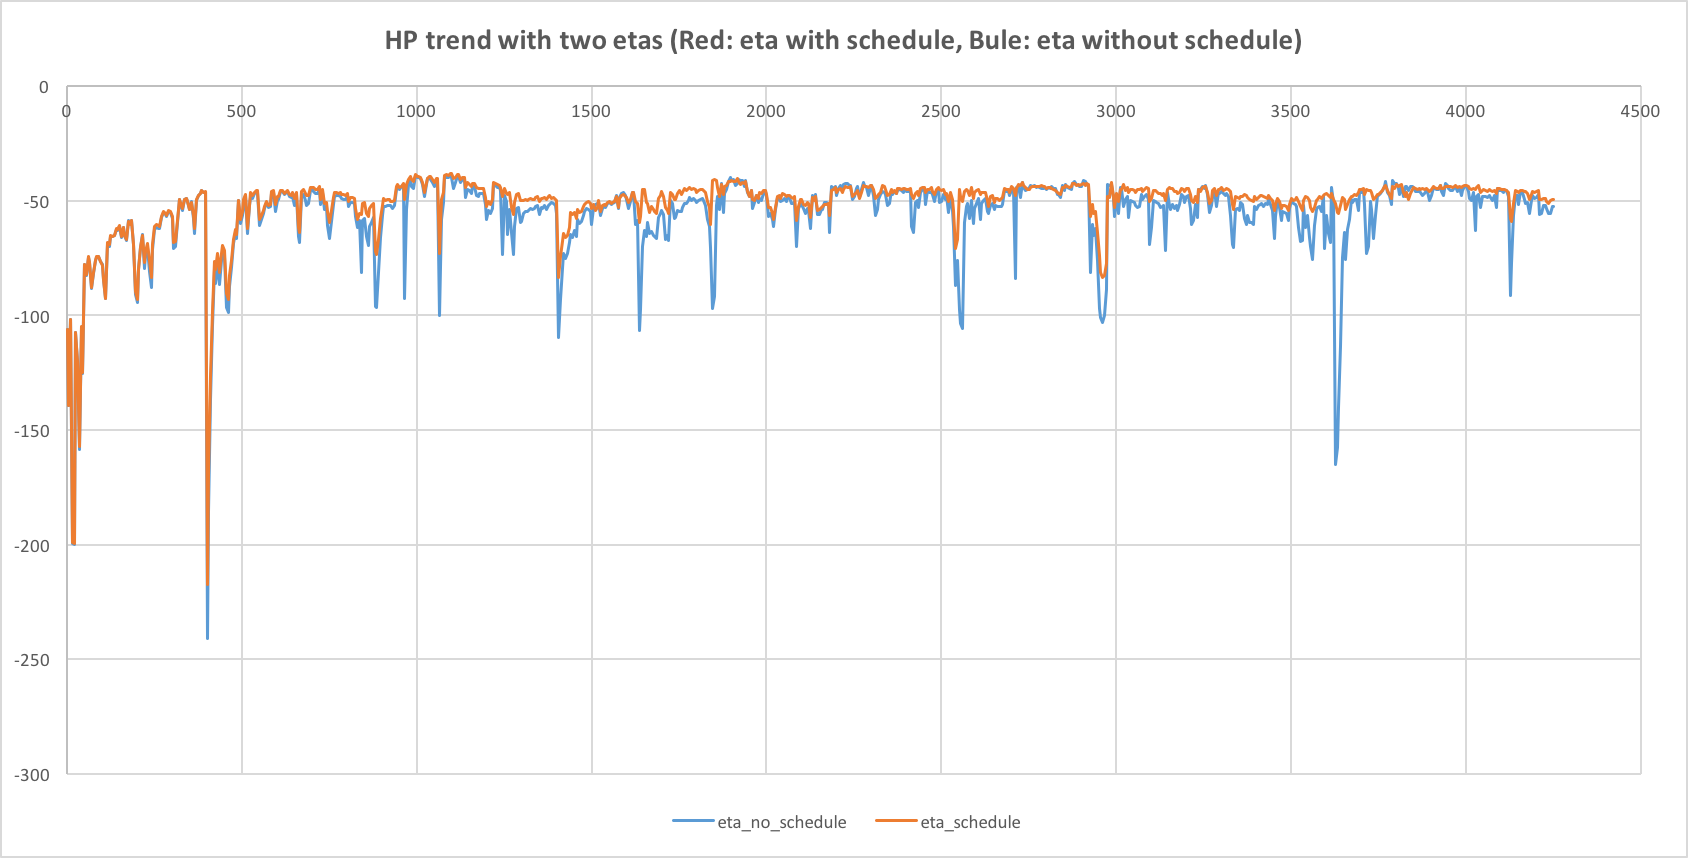 HP trend with two etas (Red: eta with schedule, Bule: eta without schedule)
0
0 500 1000 1500 2000 2500 3000 3500 4000 4500
-50
-100
-150
-200
-250
-300
eta_no_schedule eta_schedule